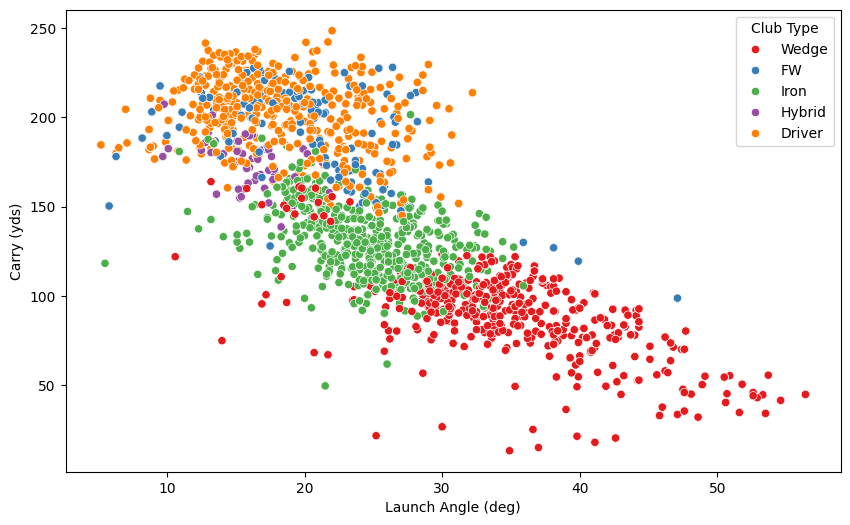 Club Type
Wedge
FW
Iron
Hybrid
Driver
250
200
150
100
50
Carry (yds)
10 20 30 40 50
Launch Angle (deg)